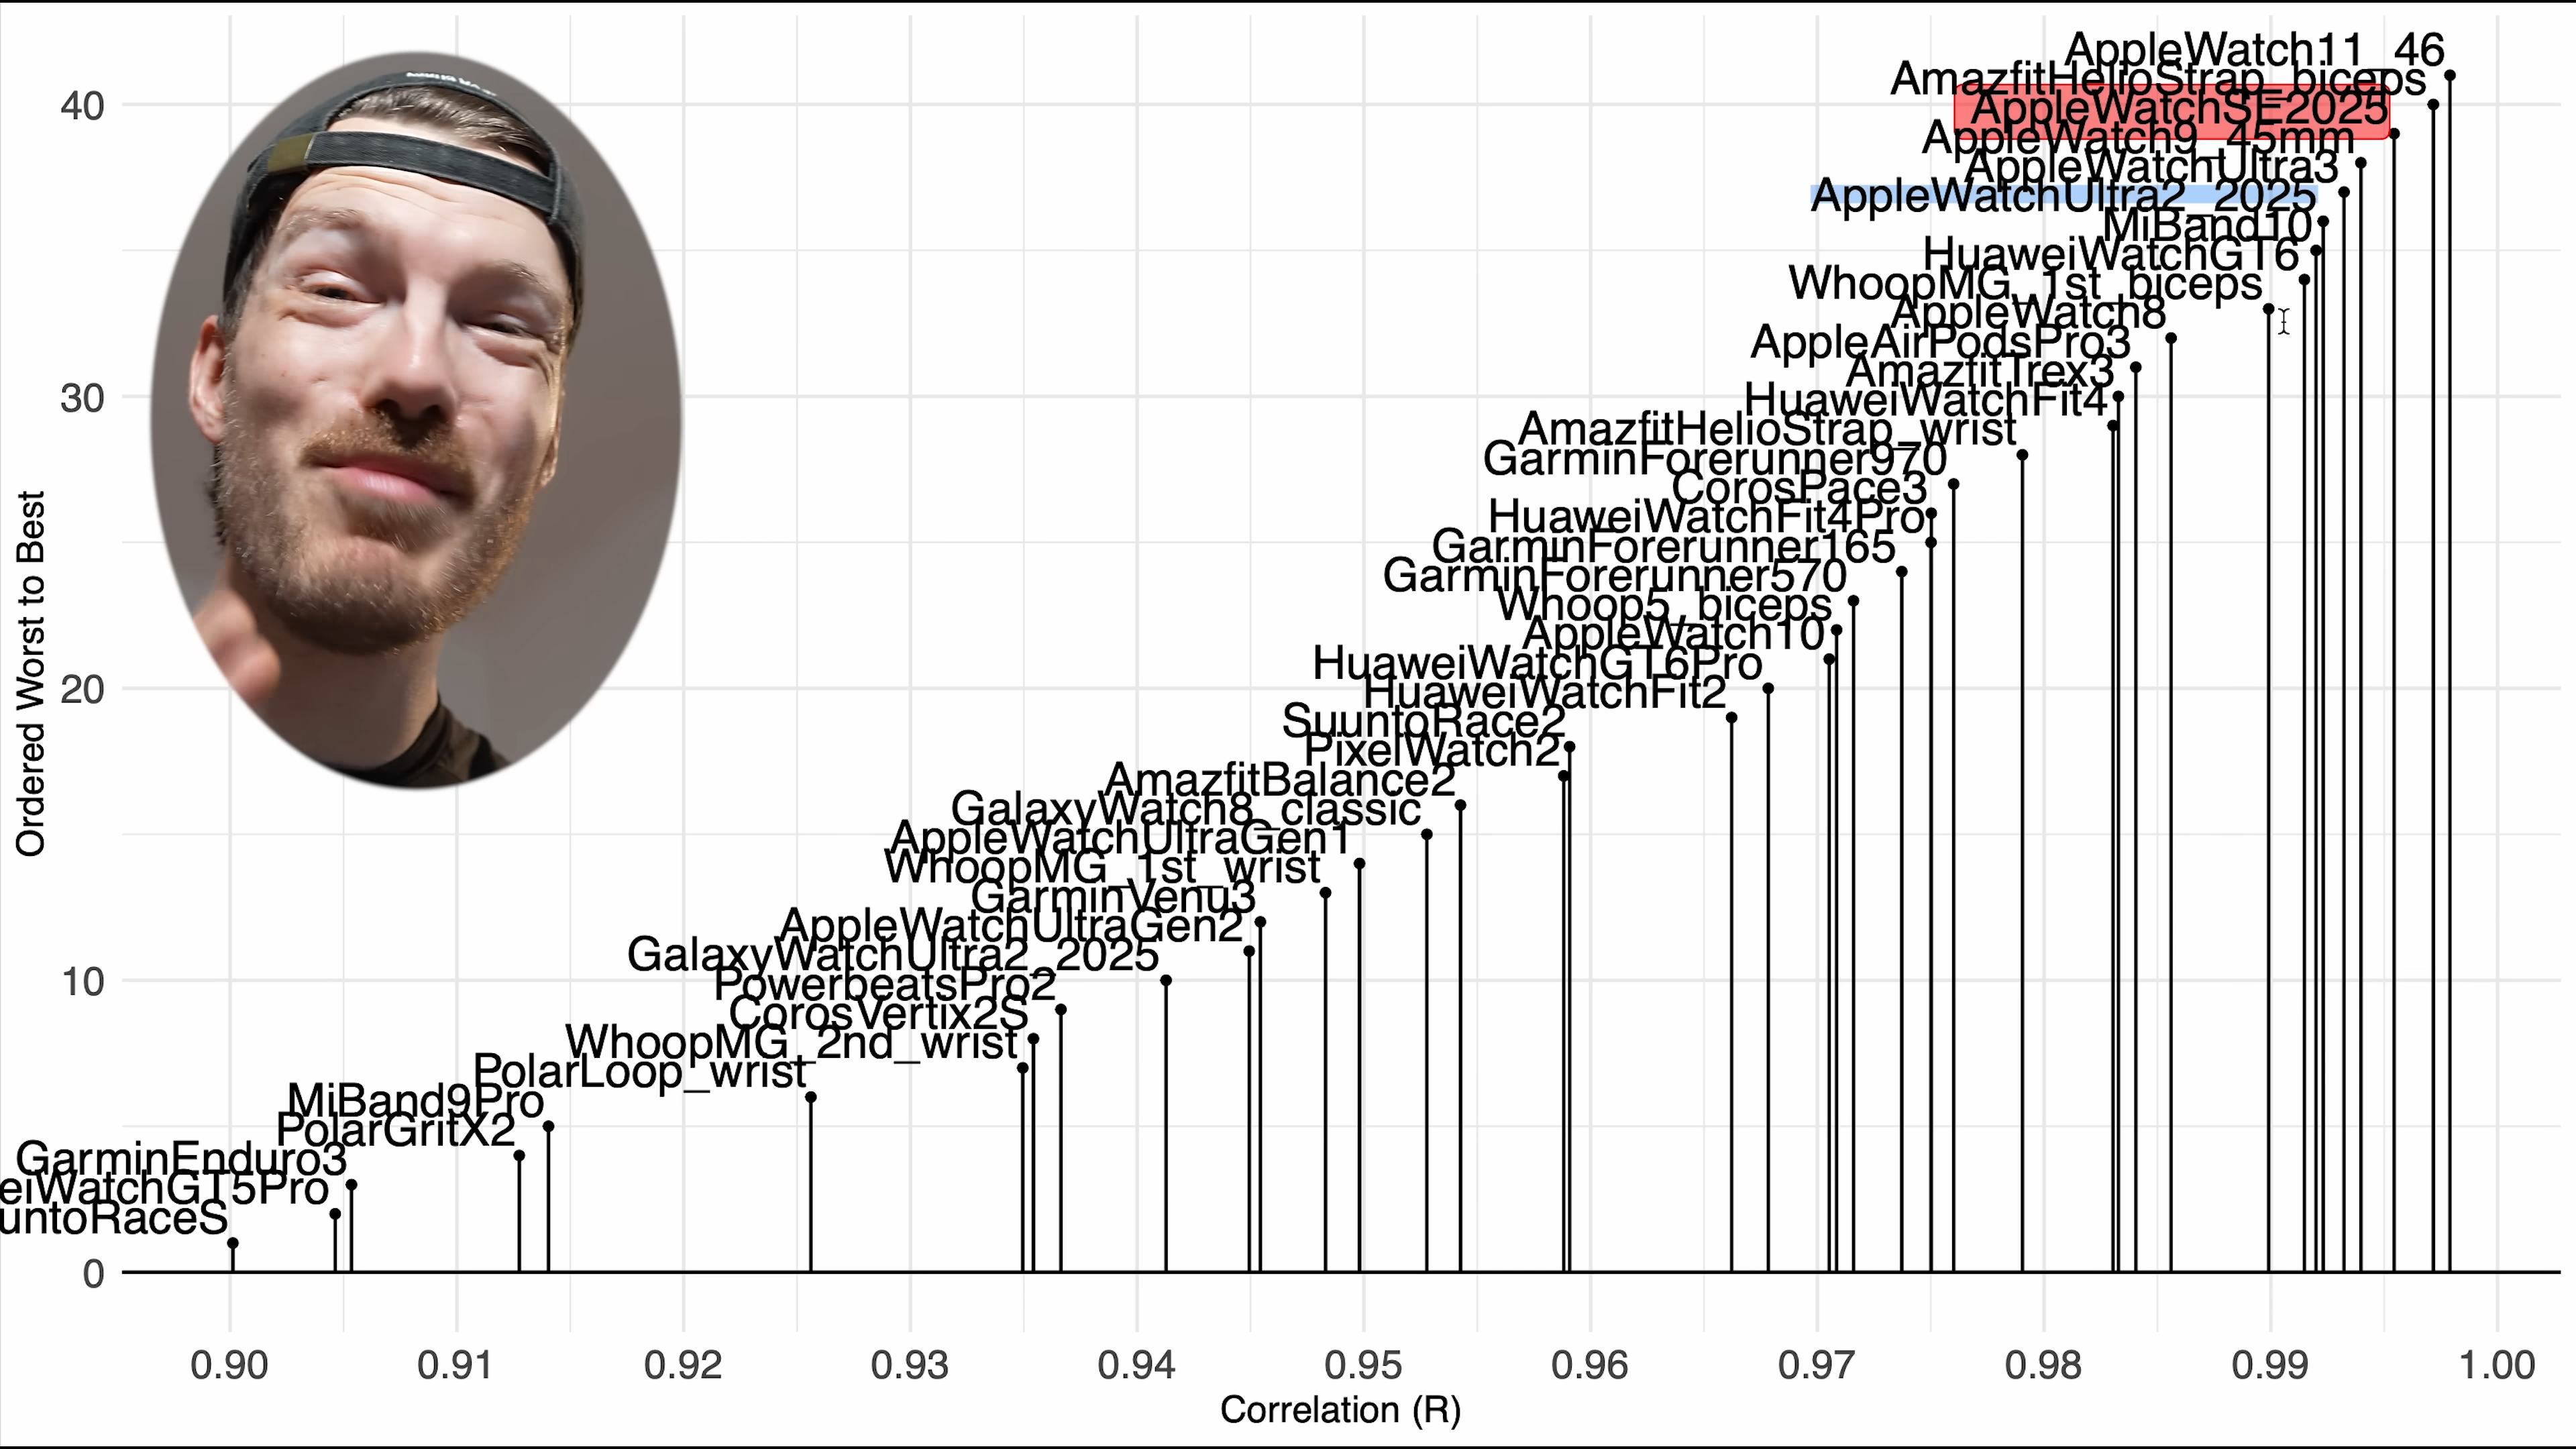 AppleWatch11_46
AmazfitHelioStrap_biceps
AppleWatchSE2025
AppleWatch9_45mm
AppleWatchUltra3
AppleWatchUltra2_2025
MiBand10
HuaweiWatchGT6
WhoopMG_1st_biceps
AppleWatch8
AppleAirPodsPro3
AmazfitTrex3
HuaweiWatchFit4
AmazfitHelioStrap_wrist
GarminForerunner970
CorosPace3
HuaweiWatchFit4Pro
GarminForerunner165
GarminForerunner570
Whoop5_biceps
AppleWatch10
HuaweiWatchGT6Pro
HuaweiWatchFit2
SuuntoRace2
PixelWatch2
AmazfitBalance2
GalaxyWatch8_classic
AppleWatchUltraGen1
WhoopMG_1st_wrist
GarminVenu3
AppleWatchUltraGen2
GalaxyWatchUltra2_2025
PowerbeatsPro2
CorosVertix2S
WhoopMG_2nd_wrist
PolarLoop_wrist
MiBand9Pro
PolarGritX2
GarminEnduro3
eiWatchGT5Pro
untoRaceS
40
30
20
10
0
Ordered Worst to Best
0.90 0.91 0.92 0.93 0.94 0.95 0.96 0.97 0.98 0.99 1.00
Correlation (R)